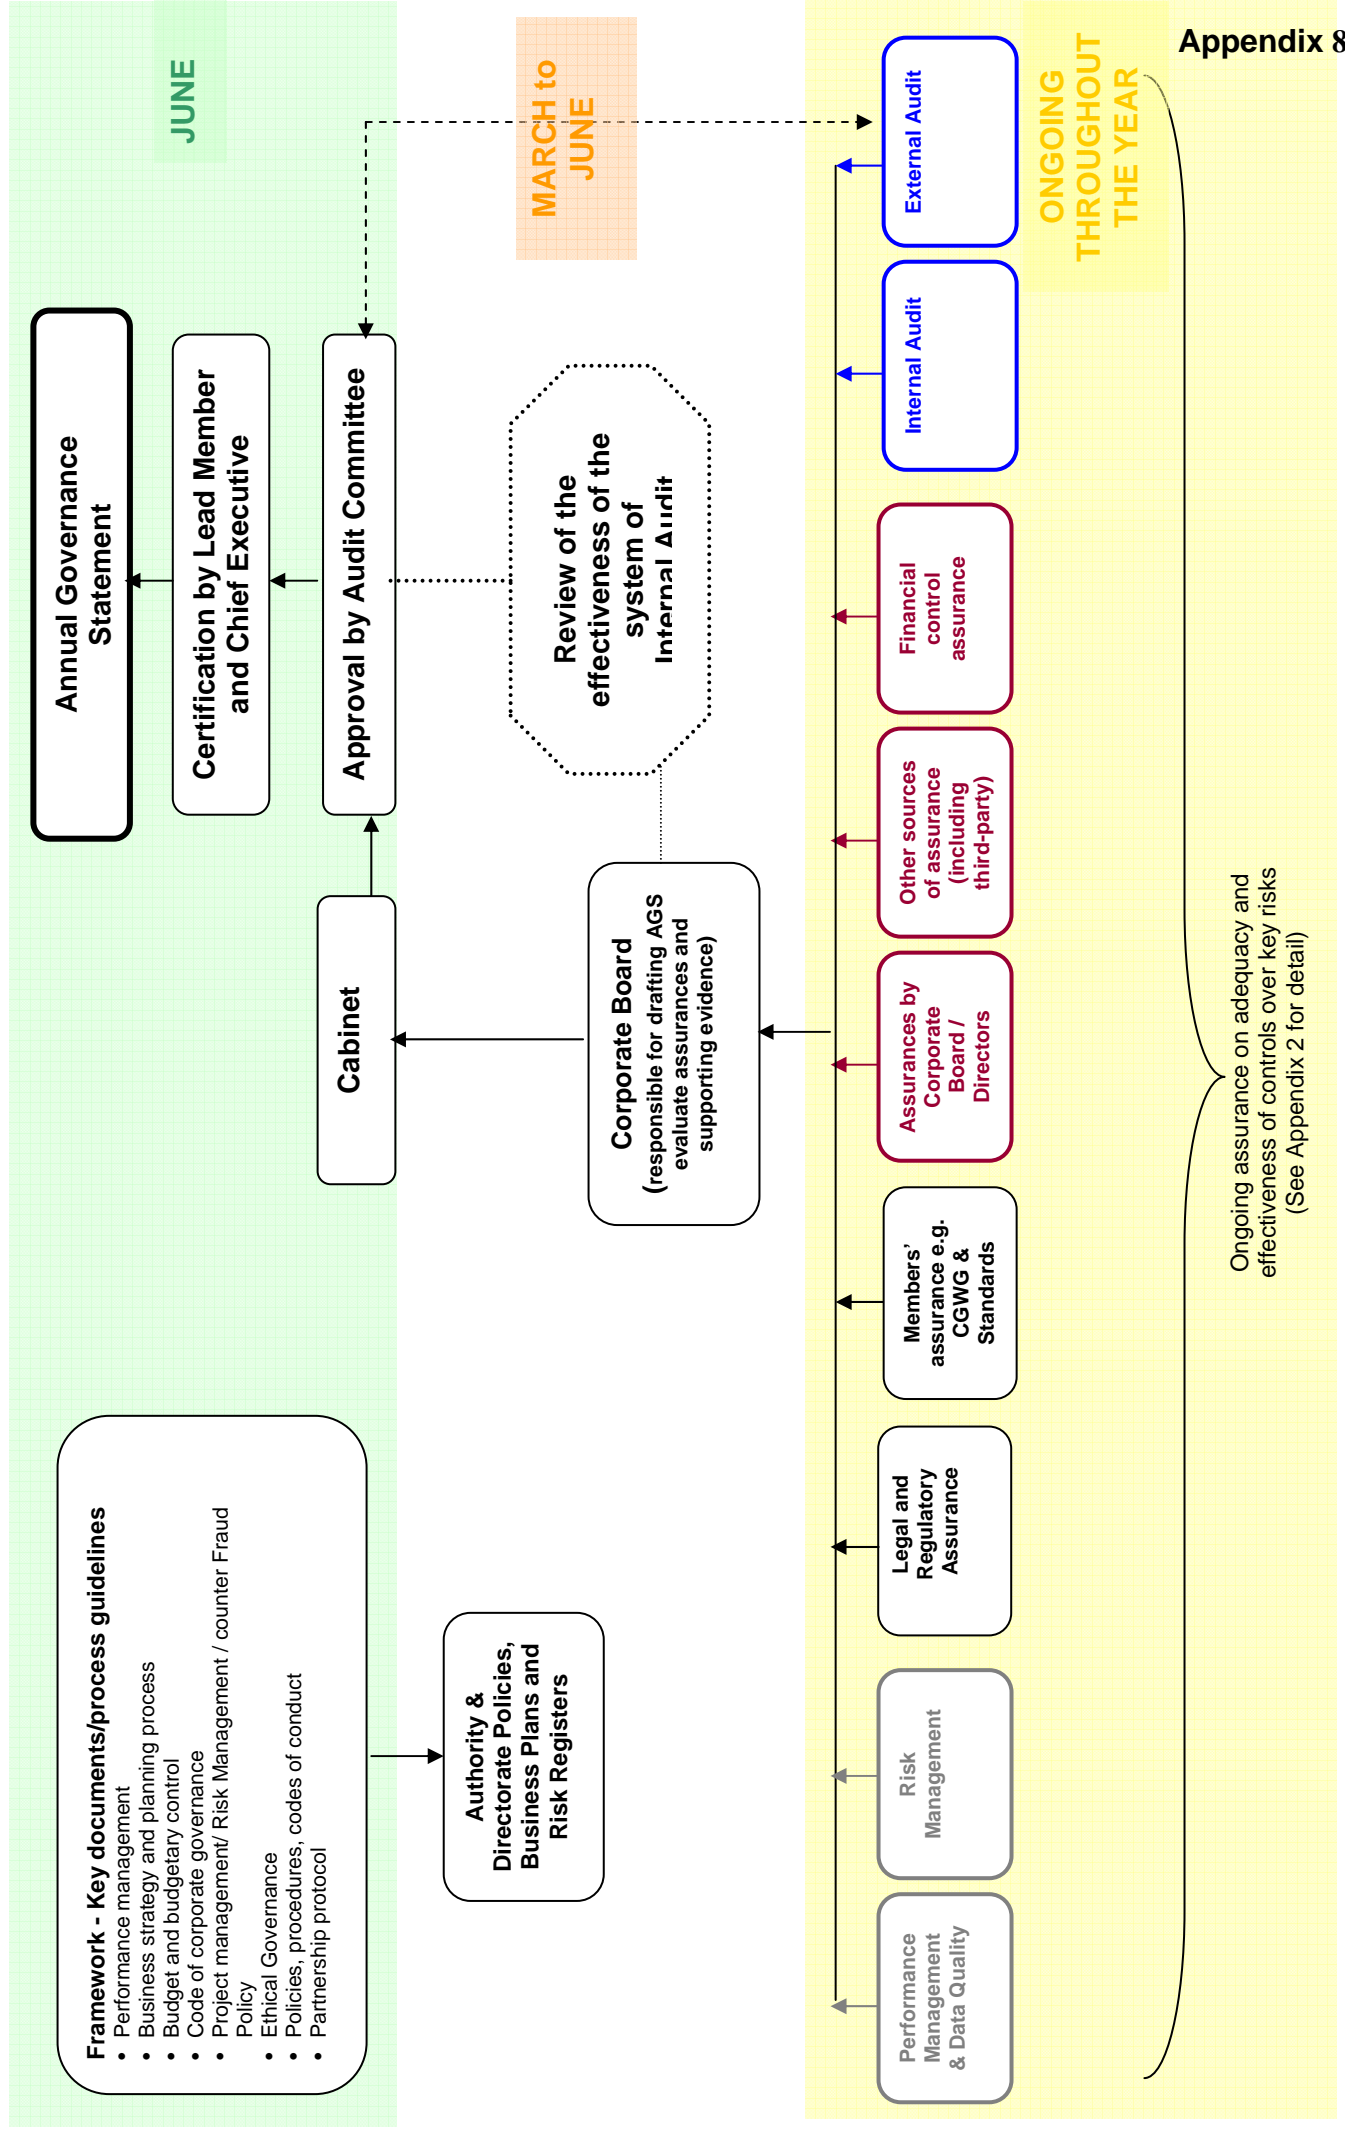 Appendix 8
Framework - Key documents/process guidelines
• Performance management
• Business strategy and planning process
• Budget and budgetary control
• Code of corporate governance
• Project management/ Risk Management / counter Fraud
Policy
• Ethical Governance
• Policies, procedures, codes of conduct
• Partnership protocol
Annual Governance
Statement
JUNE
Certification by Lead Member
and Chief Executive
Cabinet
Approval by Audit Committee
Authority &
Directorate Policies,
Business Plans and
Risk Registers
Corporate Board
(responsible for drafting AGS
evaluate assurances and
supporting evidence)
Review of the
effectiveness of the
system of
Internal Audit
MARCH to
JUNE
Performance
Management
& Data Quality
Risk
Management
Legal and
Regulatory
Assurance
Members’
assurance e.g.
CGWG &
Standards
Assurances by
Corporate
Board /
Directors
Other sources
of assurance
(including
third-party)
Financial
control
assurance
Internal Audit
External Audit
ONGOING
THROUGHOUT
THE YEAR
Ongoing assurance on adequacy and
effectiveness of controls over key risks
(See Appendix 2 for detail)